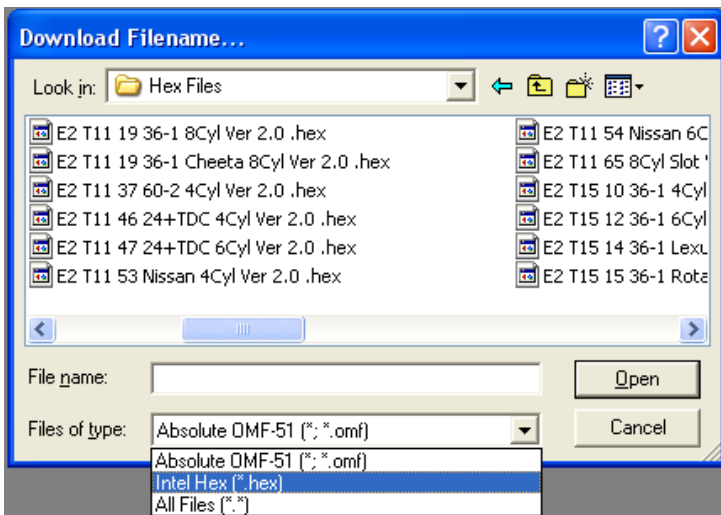 Download Filename...
Look in: Hex Files
E2 T11 19 36-1 8Cyl Ver 2.0 .hex
E2 T11 19 36-1 Cheeta 8Cyl Ver 2.0 .hex
E2 T11 37 60-2 4Cyl Ver 2.0 .hex
E2 T11 46 24+TDC 4Cyl Ver 2.0 .hex
E2 T11 47 24+TDC 6Cyl Ver 2.0 .hex
E2 T11 53 Nissan 4Cyl Ver 2.0 .hex
E2 T11 54 Nissan 6C
E2 T11 65 8Cyl Slot '
E2 T15 10 36-1 4Cyl
E2 T15 12 36-1 6Cyl
E2 T15 14 36-1 Lexu
E2 T15 15 36-1 Rota
File name:
Open
Files of type: Absolute OMF-51 (*; *.omf)
Cancel
Absolute OMF-51 (*; *.omf)
Intel Hex (*.hex)
All Files (*.*)